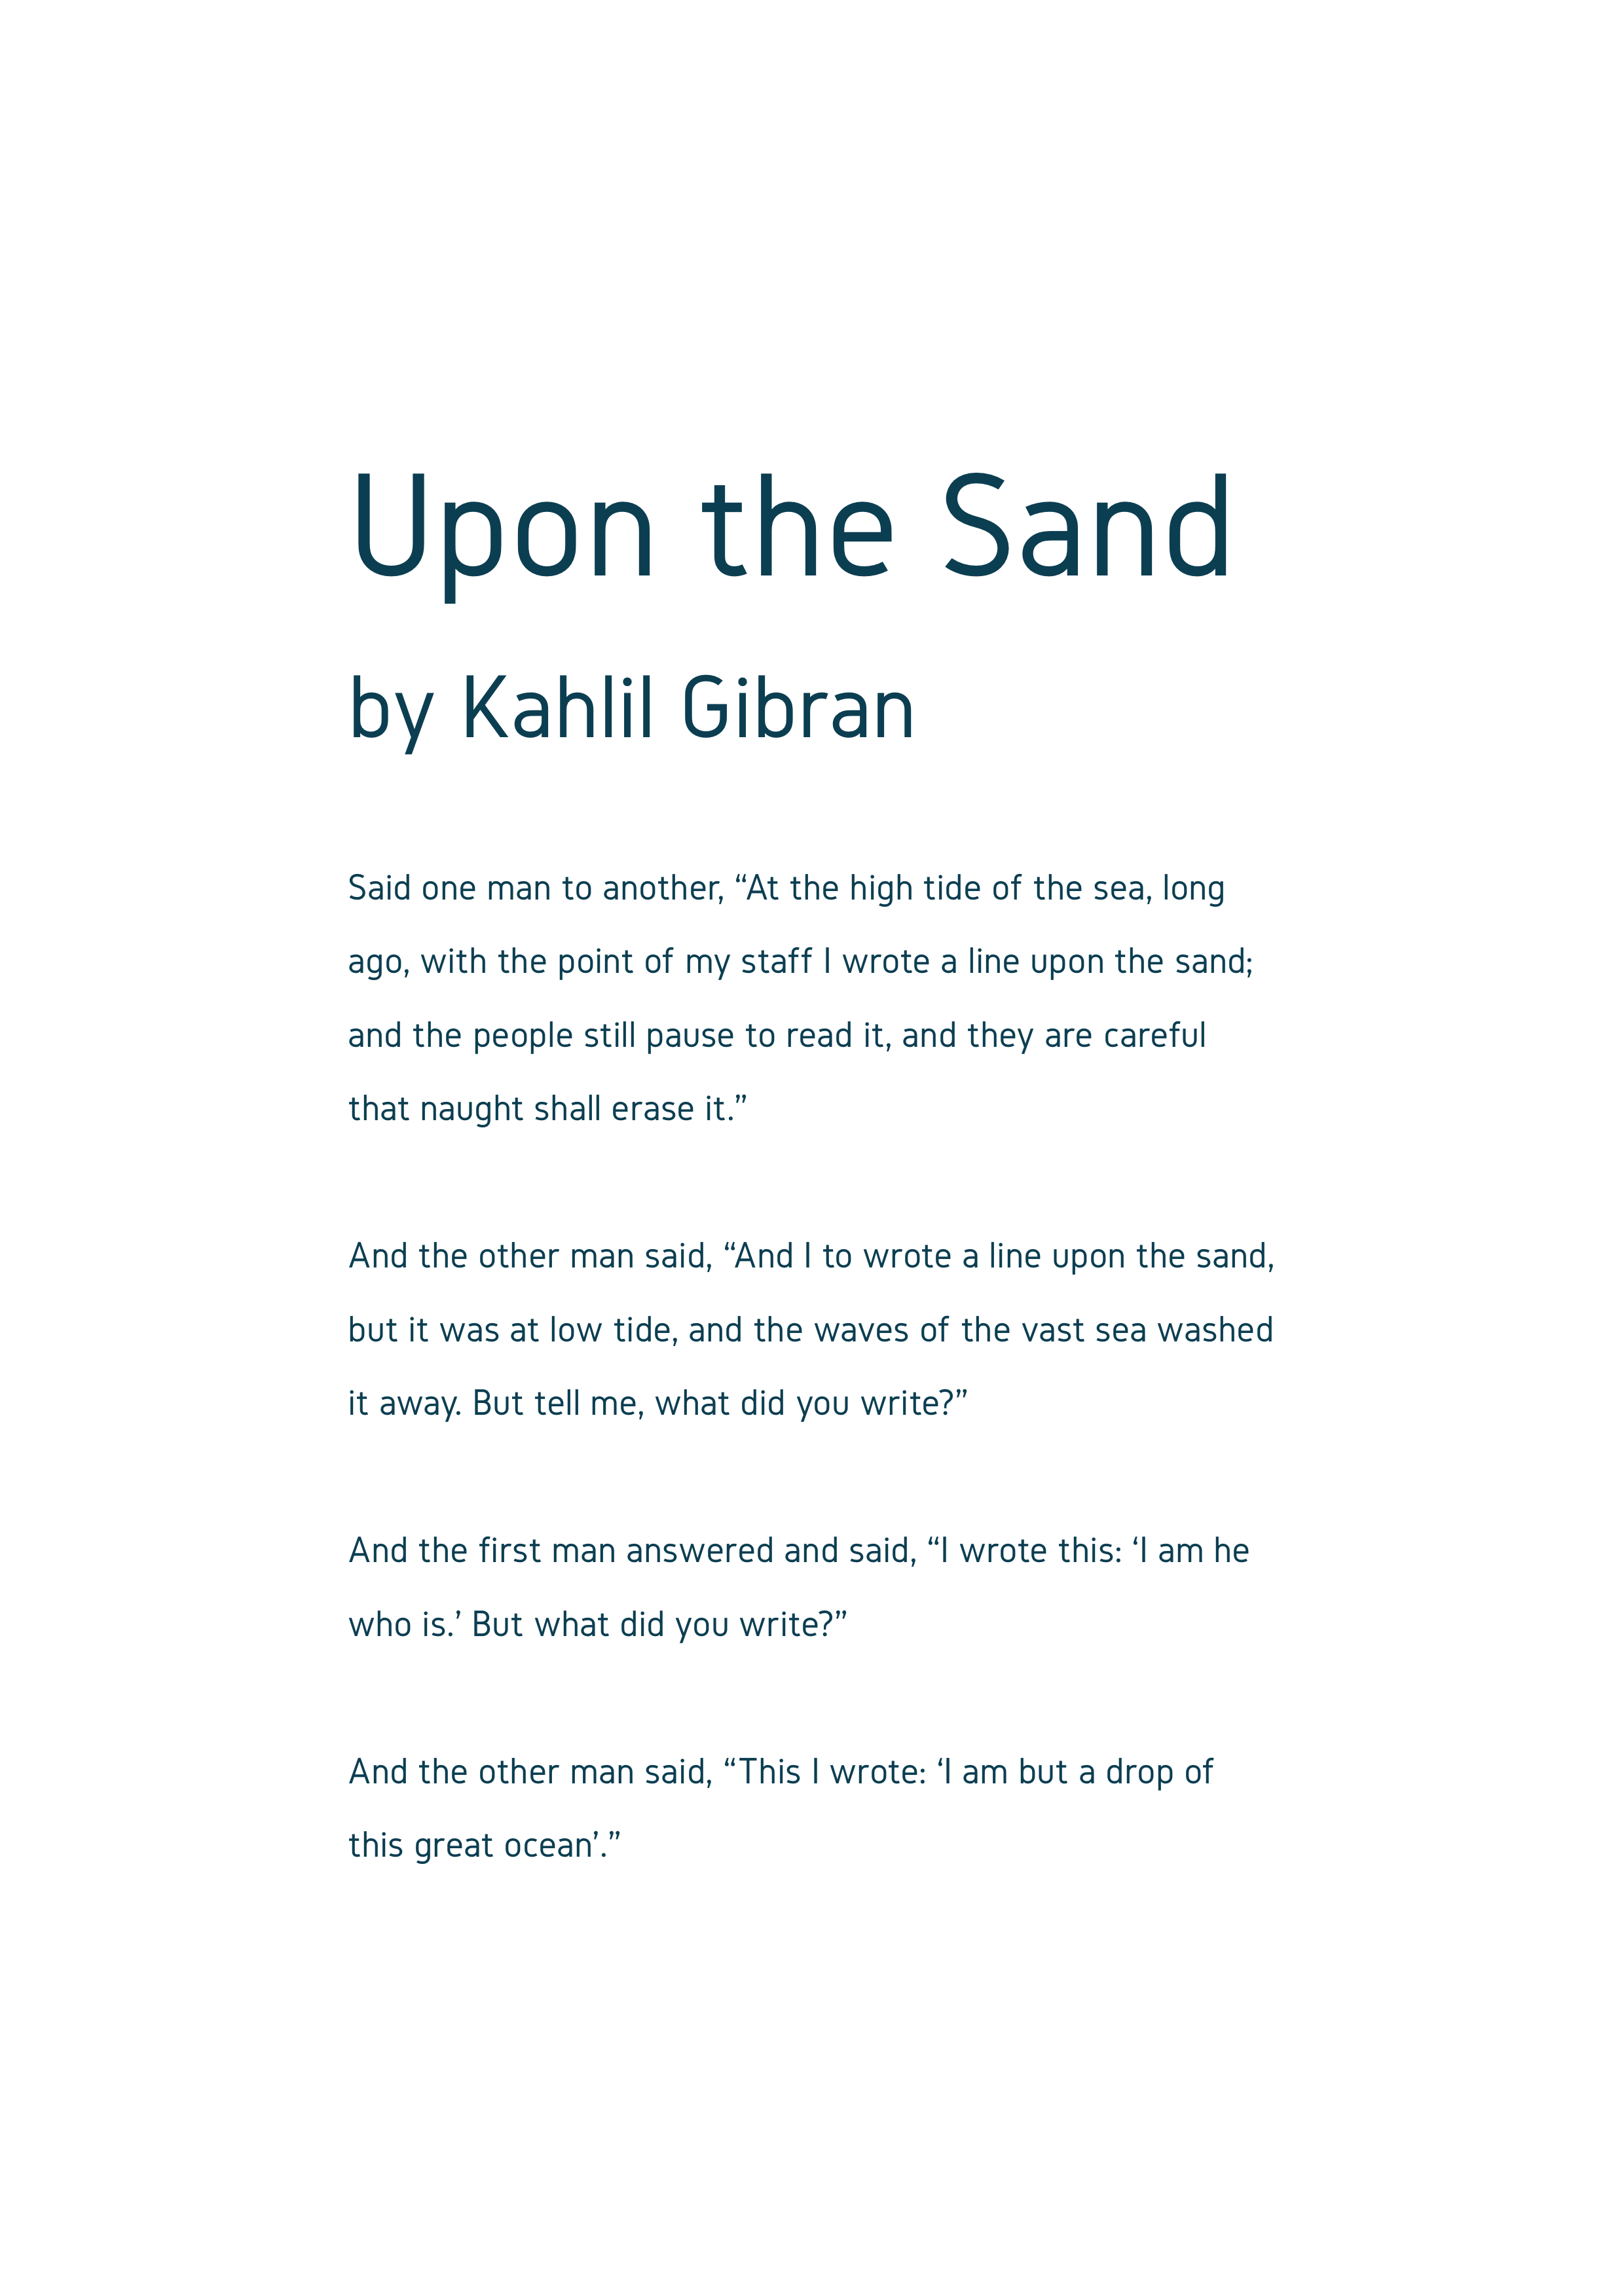 Upon the Sand
by Kahlil Gibran
Said one man to another, “At the high tide of the sea, long
ago, with the point of my staff I wrote a line upon the sand;
and the people still pause to read it, and they are careful
that naught shall erase it.”
And the other man said, “And I to wrote a line upon the sand,
but it was at low tide, and the waves of the vast sea washed
it away. But tell me, what did you write?”
And the first man answered and said, “I wrote this: ‘I am he
who is.’ But what did you write?”
And the other man said, “This I wrote: ‘I am but a drop of
this great ocean’.”